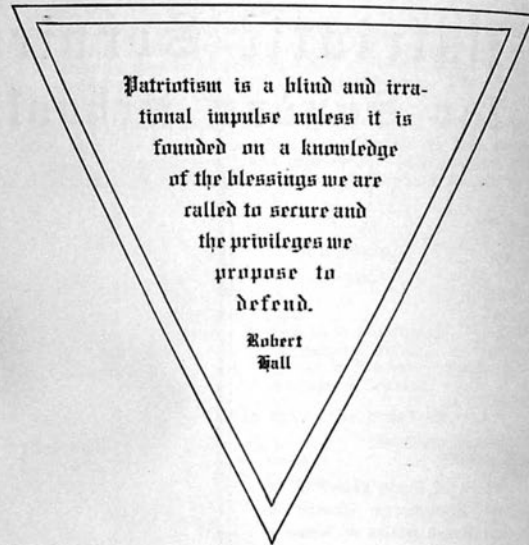 Patriotism is a blind and irra-
tional impulse unless it is
founded on a knowledge
of the blessings we are
called to secure and
the privileges we
propose to
defend.
Robert
Hall